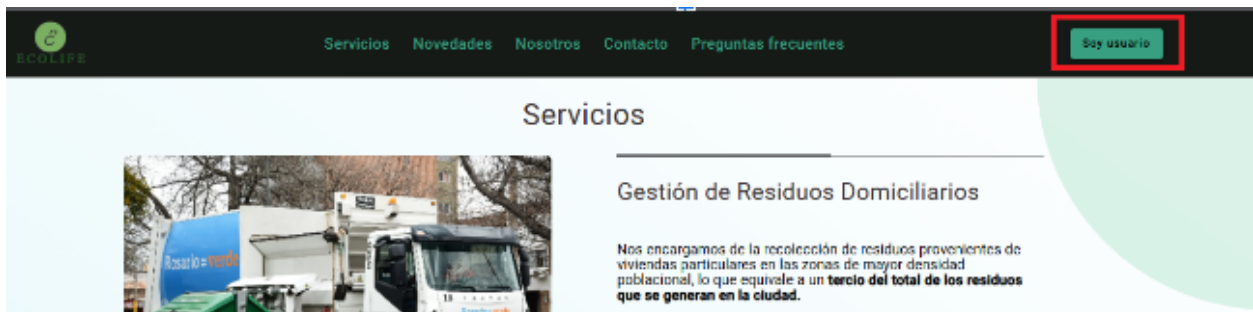 ECOLIFE
Servicios Novedades Nosotros Contacto Preguntas frecuentes
Soy usuario
Servicios
Gestión de Residuos Domiciliarios
Nos encargamos de la recolección de residuos provenientes de
viviendas particulares en las zonas de mayor densidad
poblacional, lo que equivale a un tercio del total de los residuos
que se generan en la ciudad.
Rosario = verde